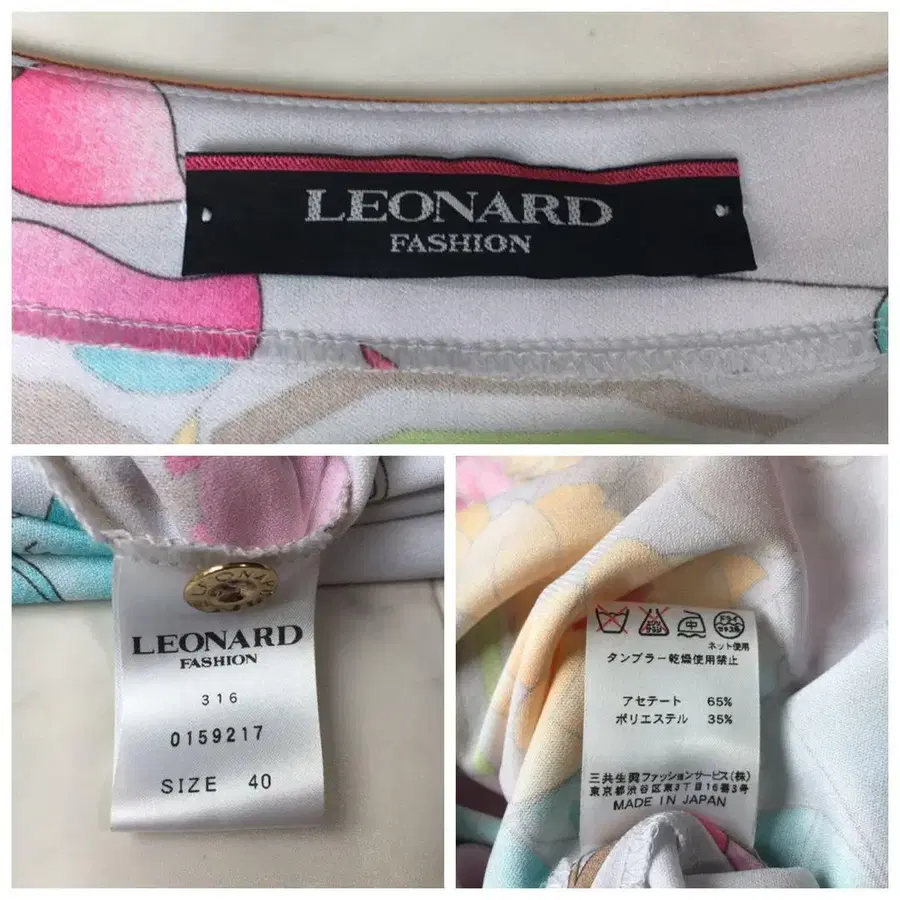 LEONARD
FASHION
LEONARD
FASHION
316
0159217
SIZE 40
ドライ
ネット使用
タンブラー乾燥使用禁止
アセテート 65%
ポリエステル 35%
三共生興ファッションサービス(株)
東京都渋谷区東3丁目16番3号
MADE IN JAPAN